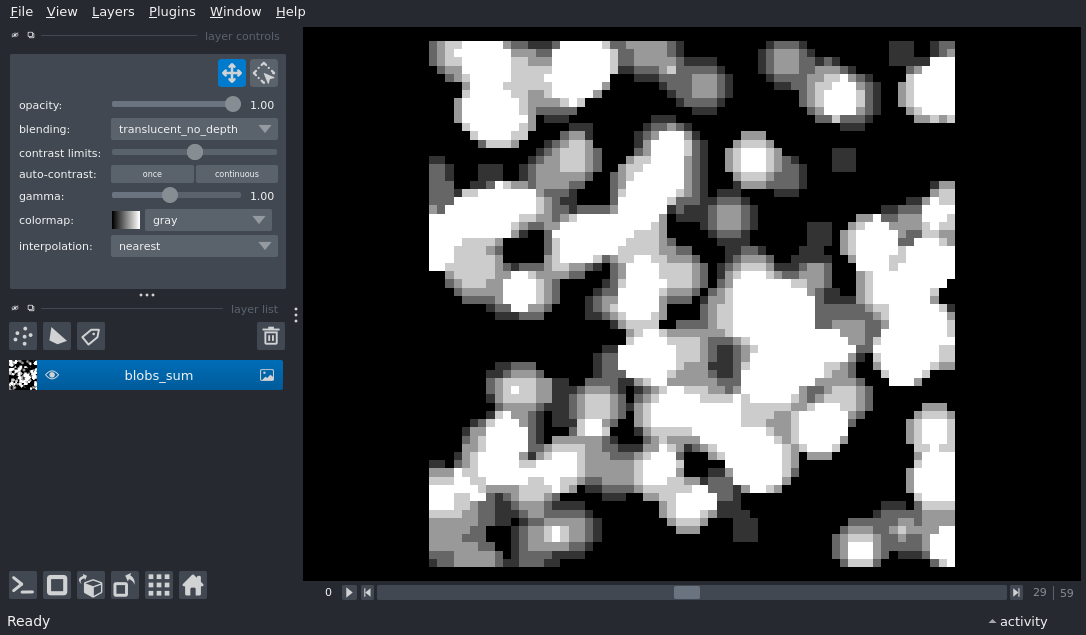 File View Layers Plugins Window Help
layer controls
opacity: 1.00
blending: translucent_no_depth
contrast limits:
auto-contrast: once continuous
gamma: 1.00
colormap: gray
interpolation: nearest
layer list
blobs_sum
0 29 59
Ready activity